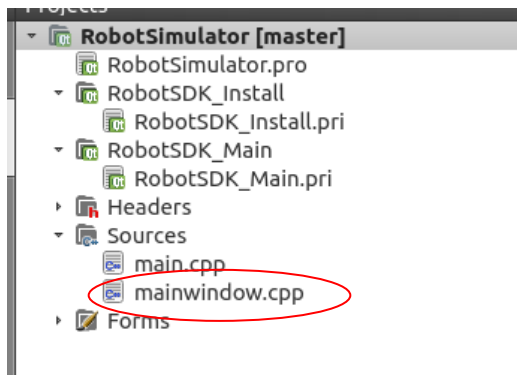 Projects
RobotSimulator [master]
RobotSimulator.pro
RobotSDK_Install
RobotSDK_Install.pri
RobotSDK_Main
RobotSDK_Main.pri
Headers
Sources
main.cpp
mainwindow.cpp
Forms